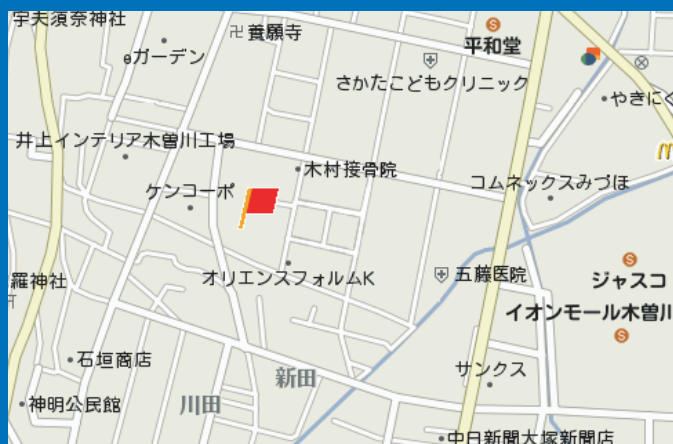 宇夫須奈神社
卍養願寺
平和堂
eガーデン
さかたこどもクリニック
やきにく
井上インテリア木曽川工場
木村接骨院
ケンコーポ
コムネックスみづほ
羅神社
オリエンスフォルムK
五藤医院
ジャスコ
イオンモール木曽川
石垣商店
新田
サンクス
川田
神明公民館
中日新聞大塚新聞店